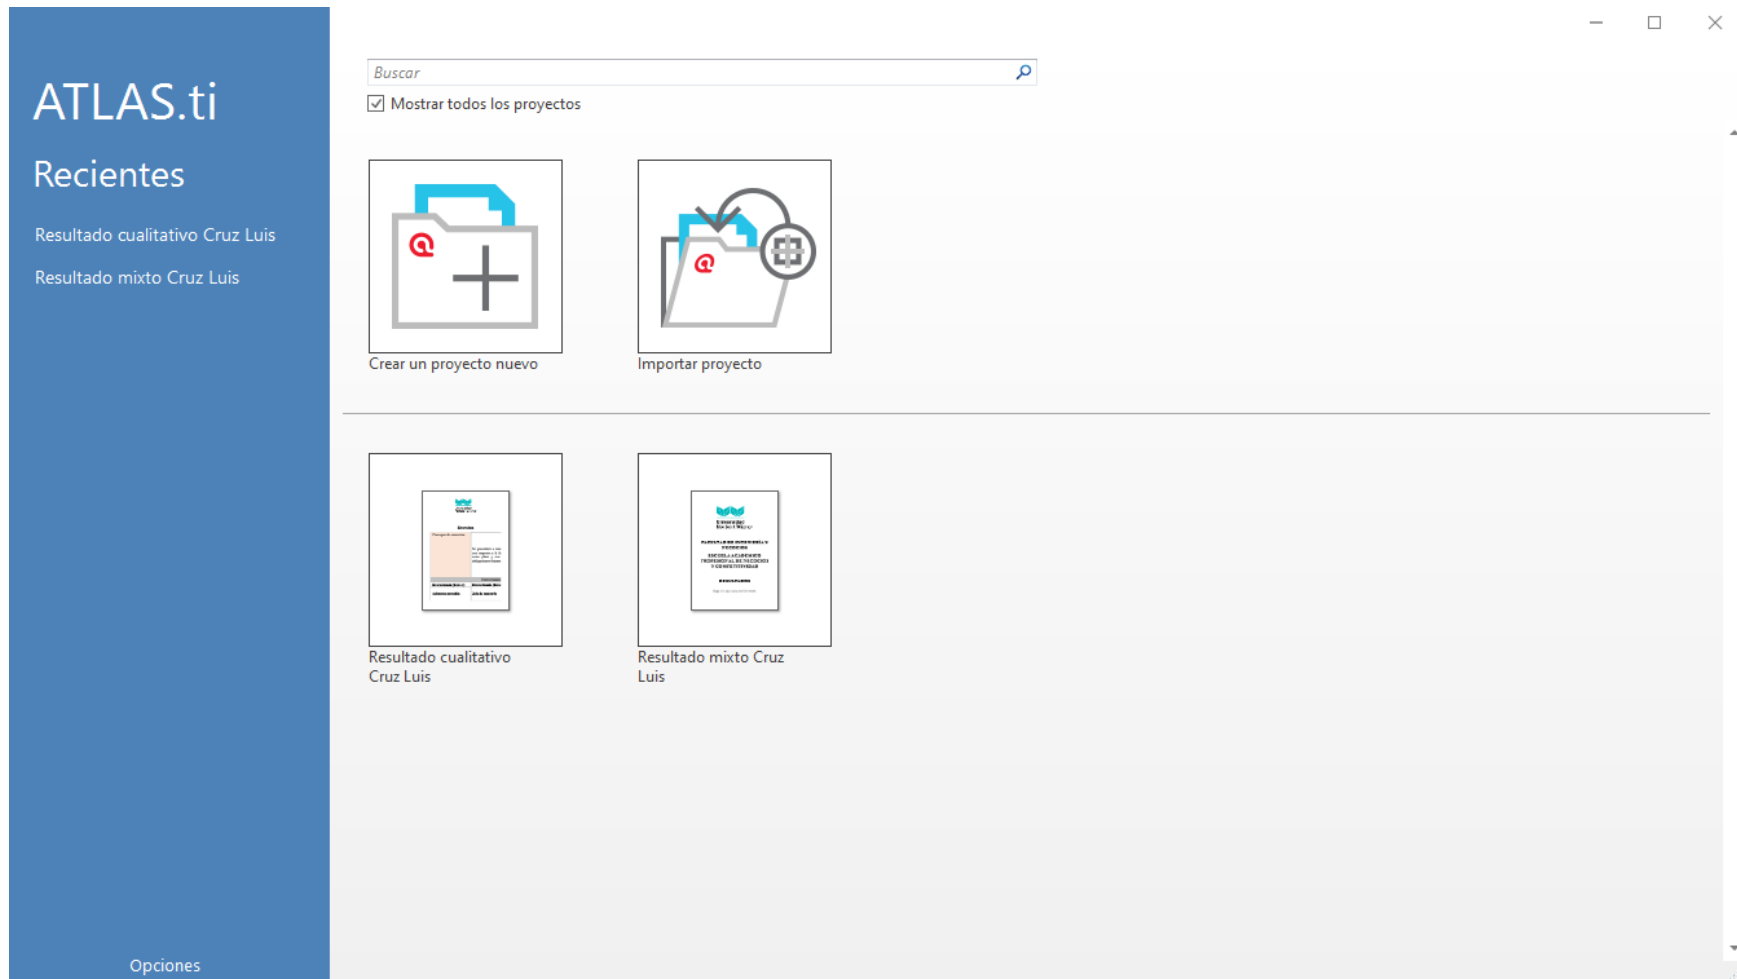 ATLAS.ti
Recientes
Resultado cualitativo Cruz Luis
Resultado mixto Cruz Luis
Opciones
Buscar
Mostrar todos los proyectos
Crear un proyecto nuevo
Importar proyecto
Resultado cualitativo
Cruz Luis
Resultado mixto Cruz
Luis